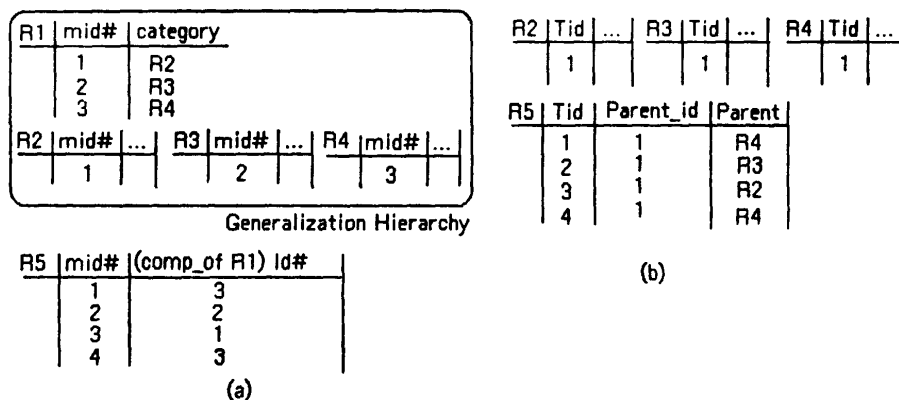 R1 mid# category
1 R2
2 R3
3 R4
R2 mid# ... R3 mid# ... R4 mid# ...
1 2 3
Generalization Hierarchy
R5 mid# (comp_of R1) Id#
1 3
2 2
3 1
4 3
(a)
R2 Tid ... R3 Tid ... R4 Tid ...
1 1 1
R5 Tid Parent_id Parent
1 1 R4
2 1 R3
3 1 R2
4 1 R4
(b)